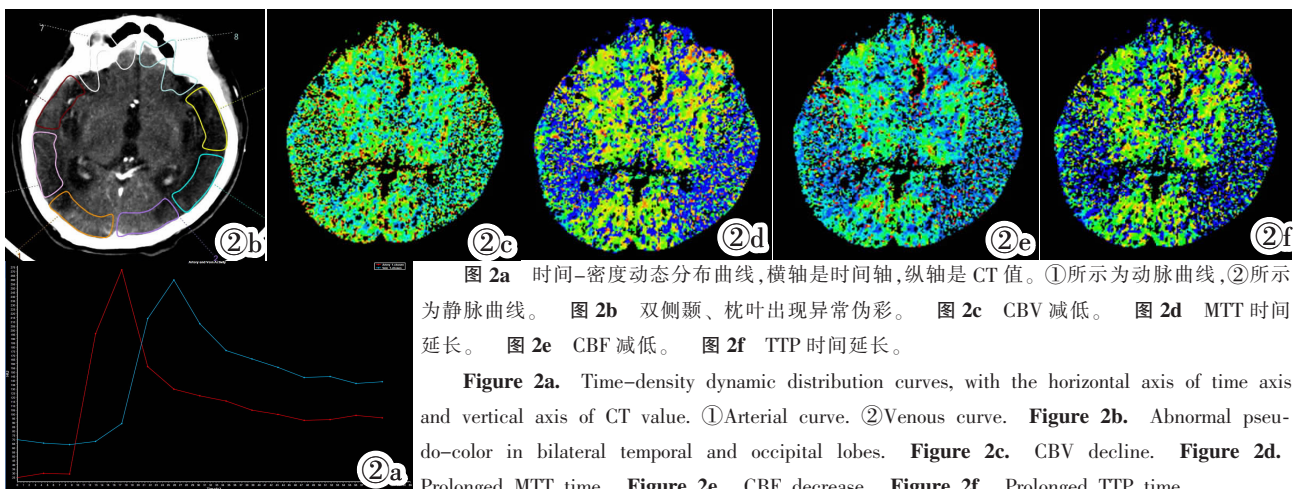 7
8
②b
②c
②d
②e
②f
②a
图 2a 时间-密度动态分布曲线,横轴是时间轴,纵轴是 CT 值。①所示为动脉曲线,②所示
为静脉曲线。 图 2b 双侧颞、枕叶出现异常伪彩。 图 2c CBV 减低。 图 2d MTT 时间
延长。 图 2e CBF 减低。 图 2f TTP 时间延长。
Figure 2a. Time-density dynamic distribution curves, with the horizontal axis of time axis
and vertical axis of CT value. ①Arterial curve. ②Venous curve. Figure 2b. Abnormal pseu-
do-color in bilateral temporal and occipital lobes. Figure 2c. CBV decline. Figure 2d.
Prolonged MTT time. Figure 2e. CBF decrease. Figure 2f. Prolonged TTP time.